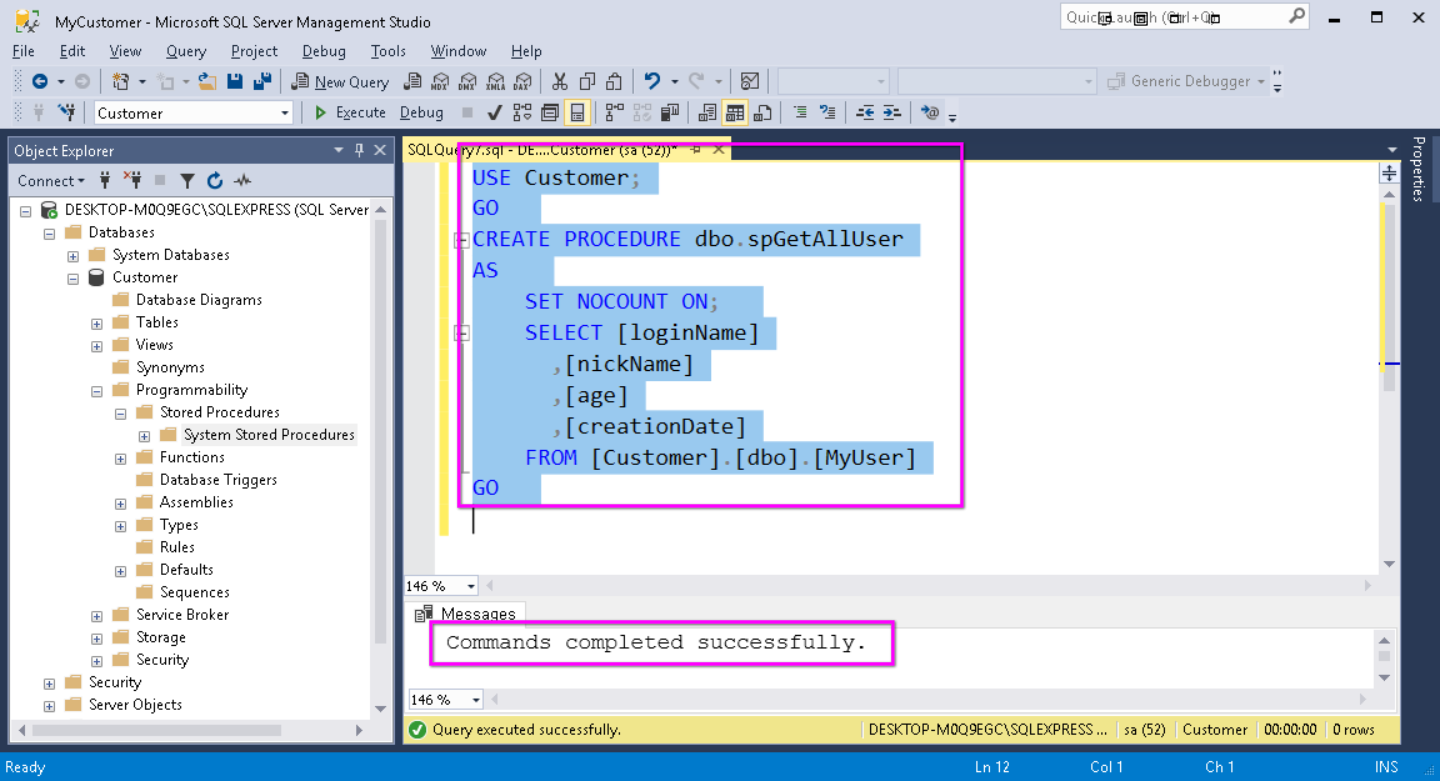 MyCustomer - Microsoft SQL Server Management Studio
File Edit View Query Project Debug Tools Window Help
New Query MDX DMX XMLA DAX Generic Debugger
Customer Execute Debug
Object Explorer
Connect
DESKTOP-M0Q9EGC\SQLEXPRESS (SQL Server
Databases
System Databases
Customer
Database Diagrams
Tables
Views
Synonyms
Programmability
Stored Procedures
System Stored Procedures
Functions
Database Triggers
Assemblies
Types
Rules
Defaults
Sequences
Service Broker
Storage
Security
Security
Server Objects
SQLQuery7.sql - DE....Customer (sa (52))*
USE Customer;
GO
CREATE PROCEDURE dbo.spGetAllUser
AS
SET NOCOUNT ON;
SELECT [loginName]
,[nickName]
,[age]
,[creationDate]
FROM [Customer].[dbo].[MyUser]
GO
146 %
Messages
Commands completed successfully.
146 %
Query executed successfully. DESKTOP-M0Q9EGC\SQLEXPRESS ... sa (52) Customer 00:00:00 0 rows
Properties
Ready Ln 12 Col 1 Ch 1 INS